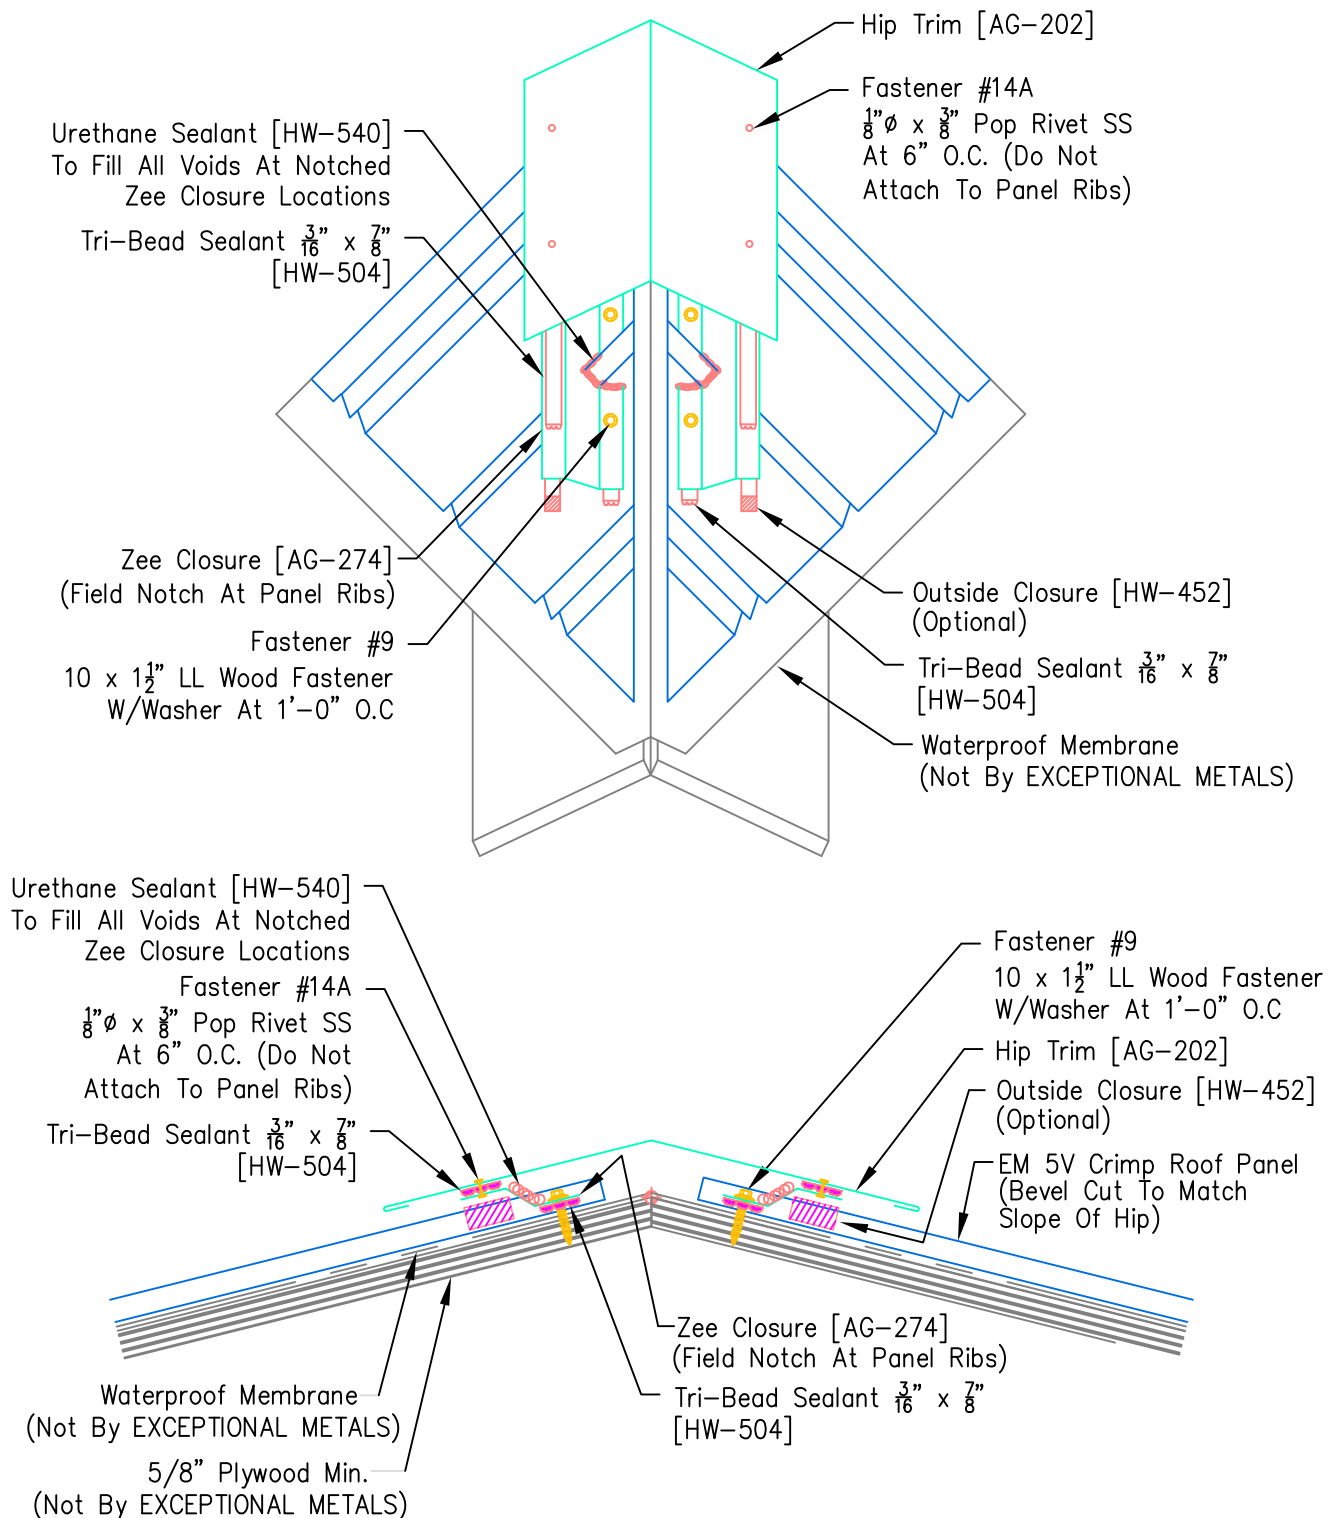 Hip Trim [AG-202]
Fastener #14A
1/8"ø x 3/8" Pop Rivet SS
At 6" O.C. (Do Not
Attach To Panel Ribs)
Urethane Sealant [HW-540]
To Fill All Voids At Notched
Zee Closure Locations
Tri-Bead Sealant 3/16" x 7/8"
[HW-504]
Zee Closure [AG-274]
(Field Notch At Panel Ribs)
Fastener #9
10 x 1 1/2" LL Wood Fastener
W/Washer At 1'-0" O.C
Outside Closure [HW-452]
(Optional)
Tri-Bead Sealant 3/16" x 7/8"
[HW-504]
Waterproof Membrane
(Not By EXCEPTIONAL METALS)
Urethane Sealant [HW-540]
To Fill All Voids At Notched
Zee Closure Locations
Fastener #14A
1/8"ø x 3/8" Pop Rivet SS
At 6" O.C. (Do Not
Attach To Panel Ribs)
Tri-Bead Sealant 3/16" x 7/8"
[HW-504]
Fastener #9
10 x 1 1/2" LL Wood Fastener
W/Washer At 1'-0" O.C
Hip Trim [AG-202]
Outside Closure [HW-452]
(Optional)
EM 5V Crimp Roof Panel
(Bevel Cut To Match
Slope Of Hip)
Zee Closure [AG-274]
(Field Notch At Panel Ribs)
Tri-Bead Sealant 3/16" x 7/8"
[HW-504]
Waterproof Membrane
(Not By EXCEPTIONAL METALS)
5/8" Plywood Min.
(Not By EXCEPTIONAL METALS)